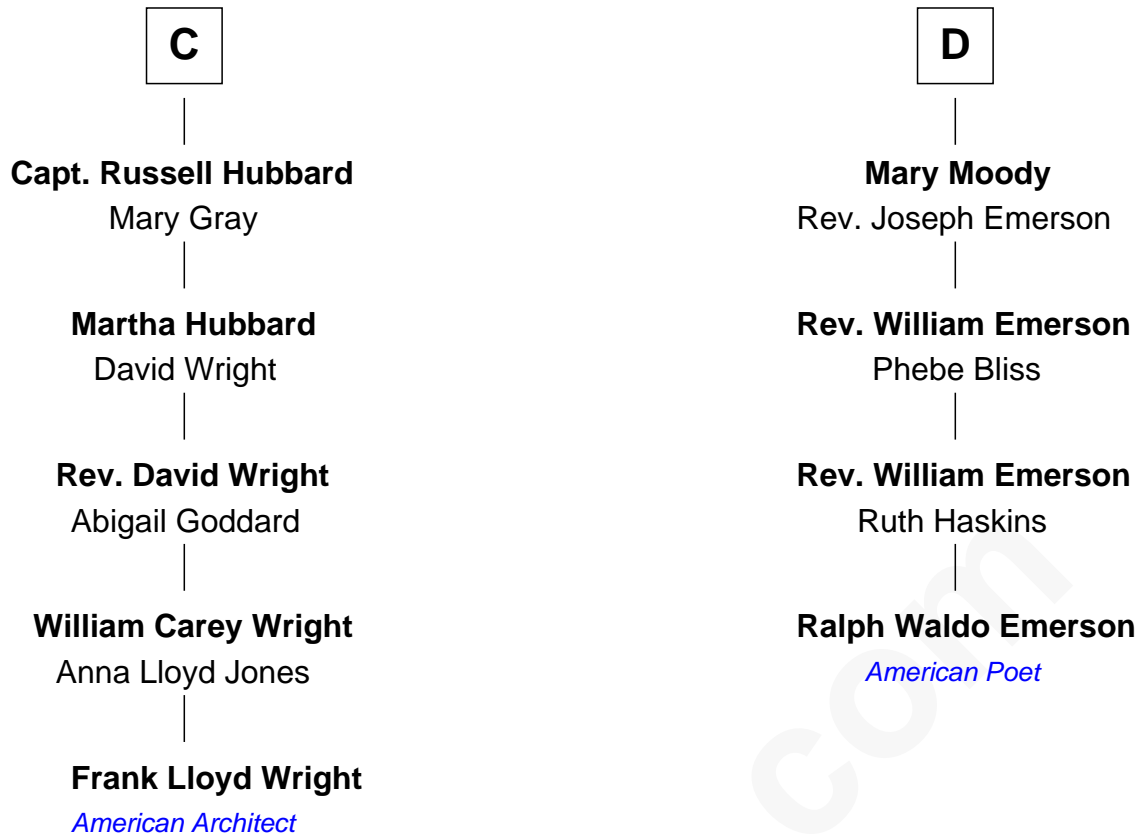 C
Capt. Russell Hubbard
Mary Gray
Martha Hubbard
David Wright
Rev. David Wright
Abigail Goddard
William Carey Wright
Anna Lloyd Jones
Frank Lloyd Wright
American Architect
D
Mary Moody
Rev. Joseph Emerson
Rev. William Emerson
Phebe Bliss
Rev. William Emerson
Ruth Haskins
Ralph Waldo Emerson
American Poet
com